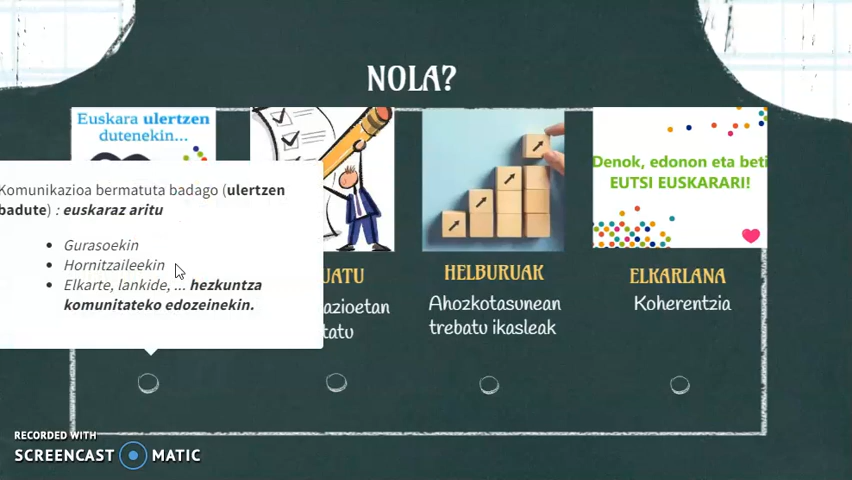 NOLA?
Euskara ulertzen
dutenekin...
Komunikazioa bermatuta badago (ulertzen
badute) : euskaraz aritu
Gurasoekin
Hornitzaileekin
Elkarte, lankide, ... hezkuntza
komunitateko edozeinekin.
HELBURUAK
Ahozkotasunean
trebatu ikasleak
Denok, edonon eta beti
EUTSI EUSKARARI!
ELKARLANA
Koherentzia
RECORDED WITH
SCREENCAST MATIC